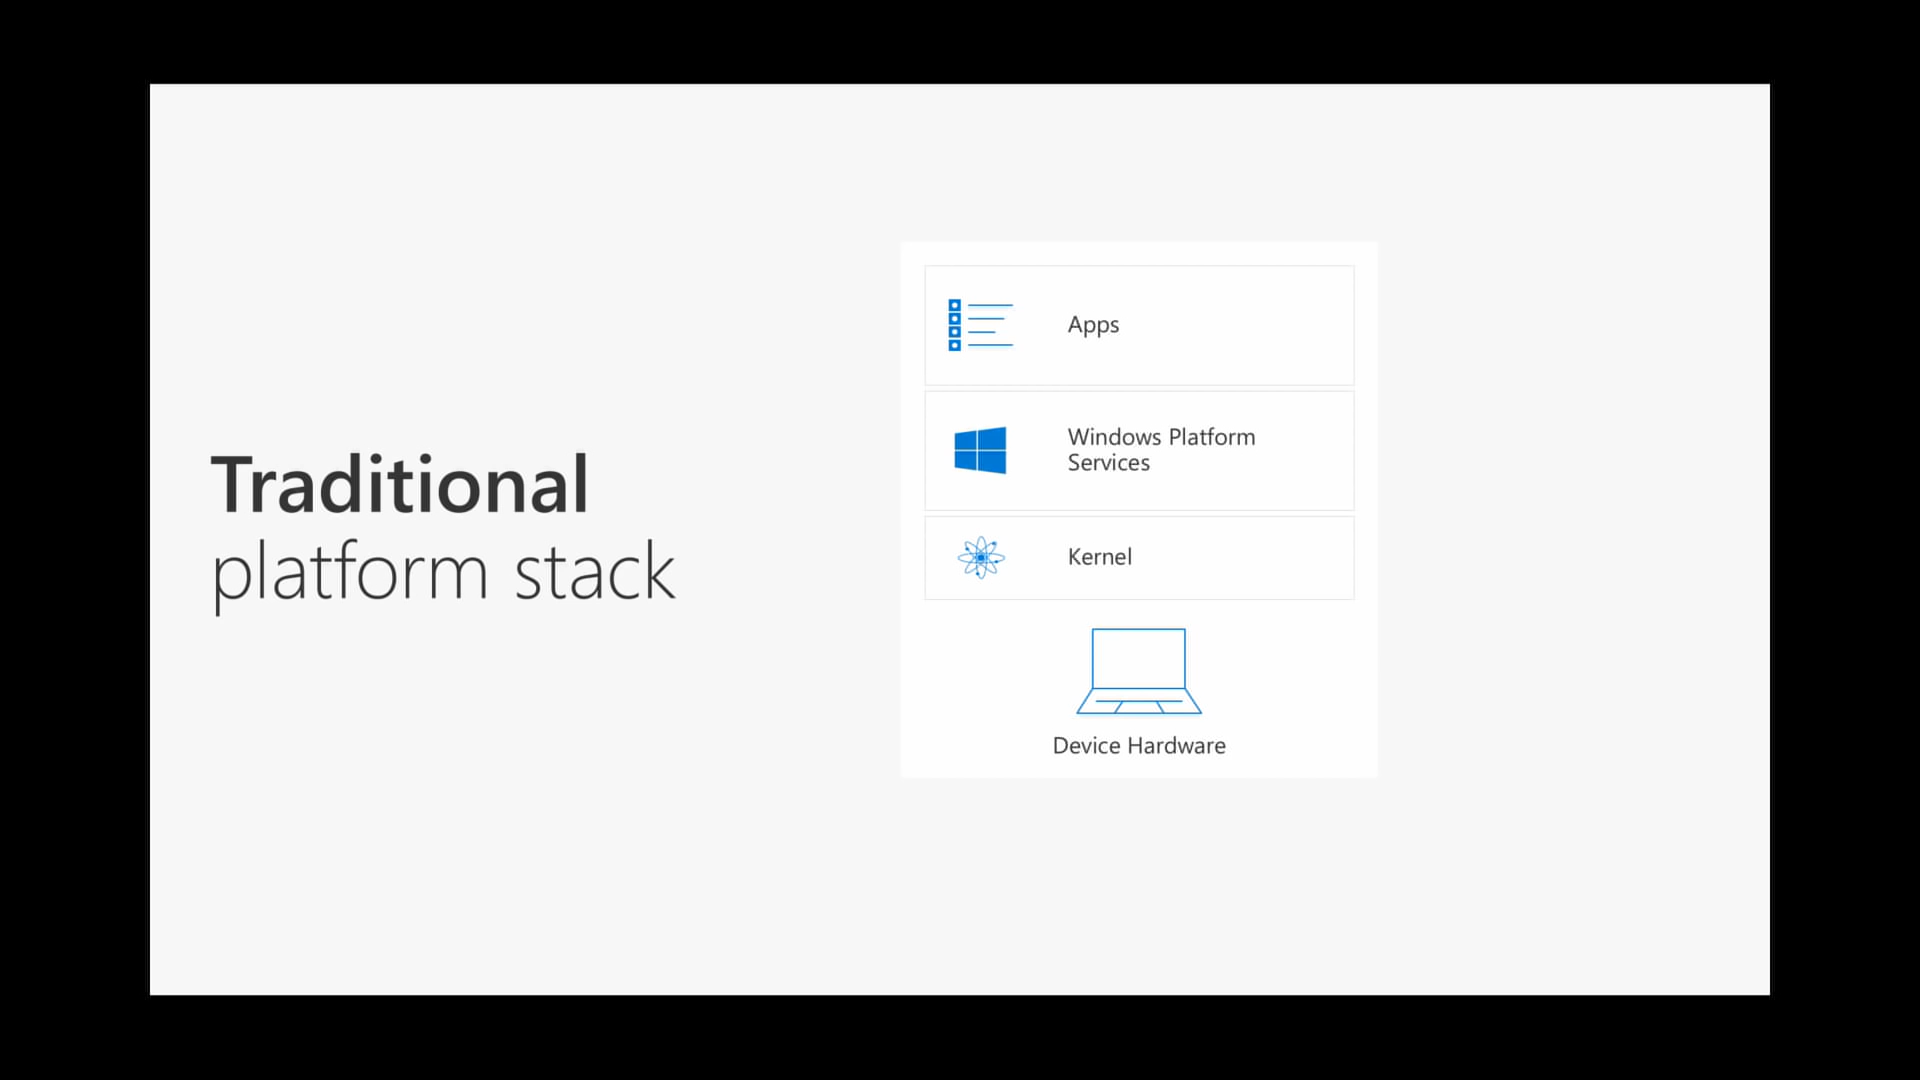 Traditional
platform stack
Apps
Windows Platform
Services
Kernel
Device Hardware